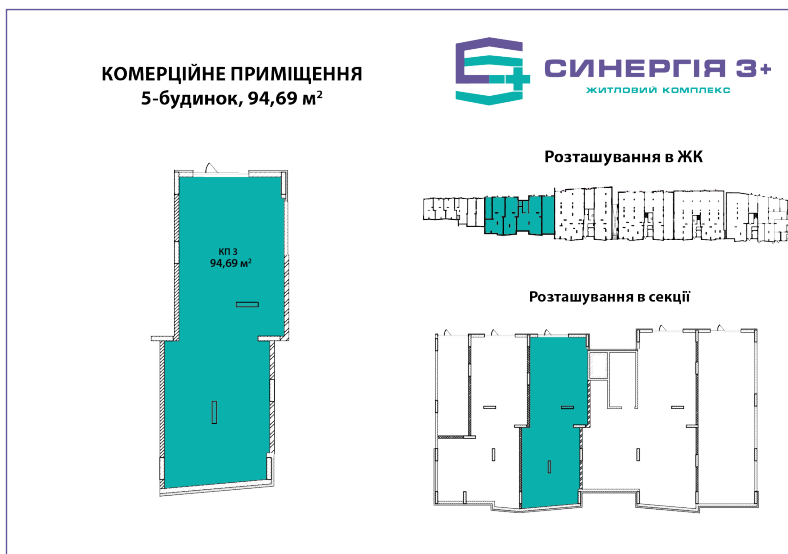 КОМЕРЦІЙНЕ ПРИМІЩЕННЯ
5-будинок, 94,69 м²
СИНЕРГІЯ 3+
ЖИТЛОВИЙ КОМПЛЕКС
Розташування в ЖК
КП 3
94,69 м²
Розташування в секції